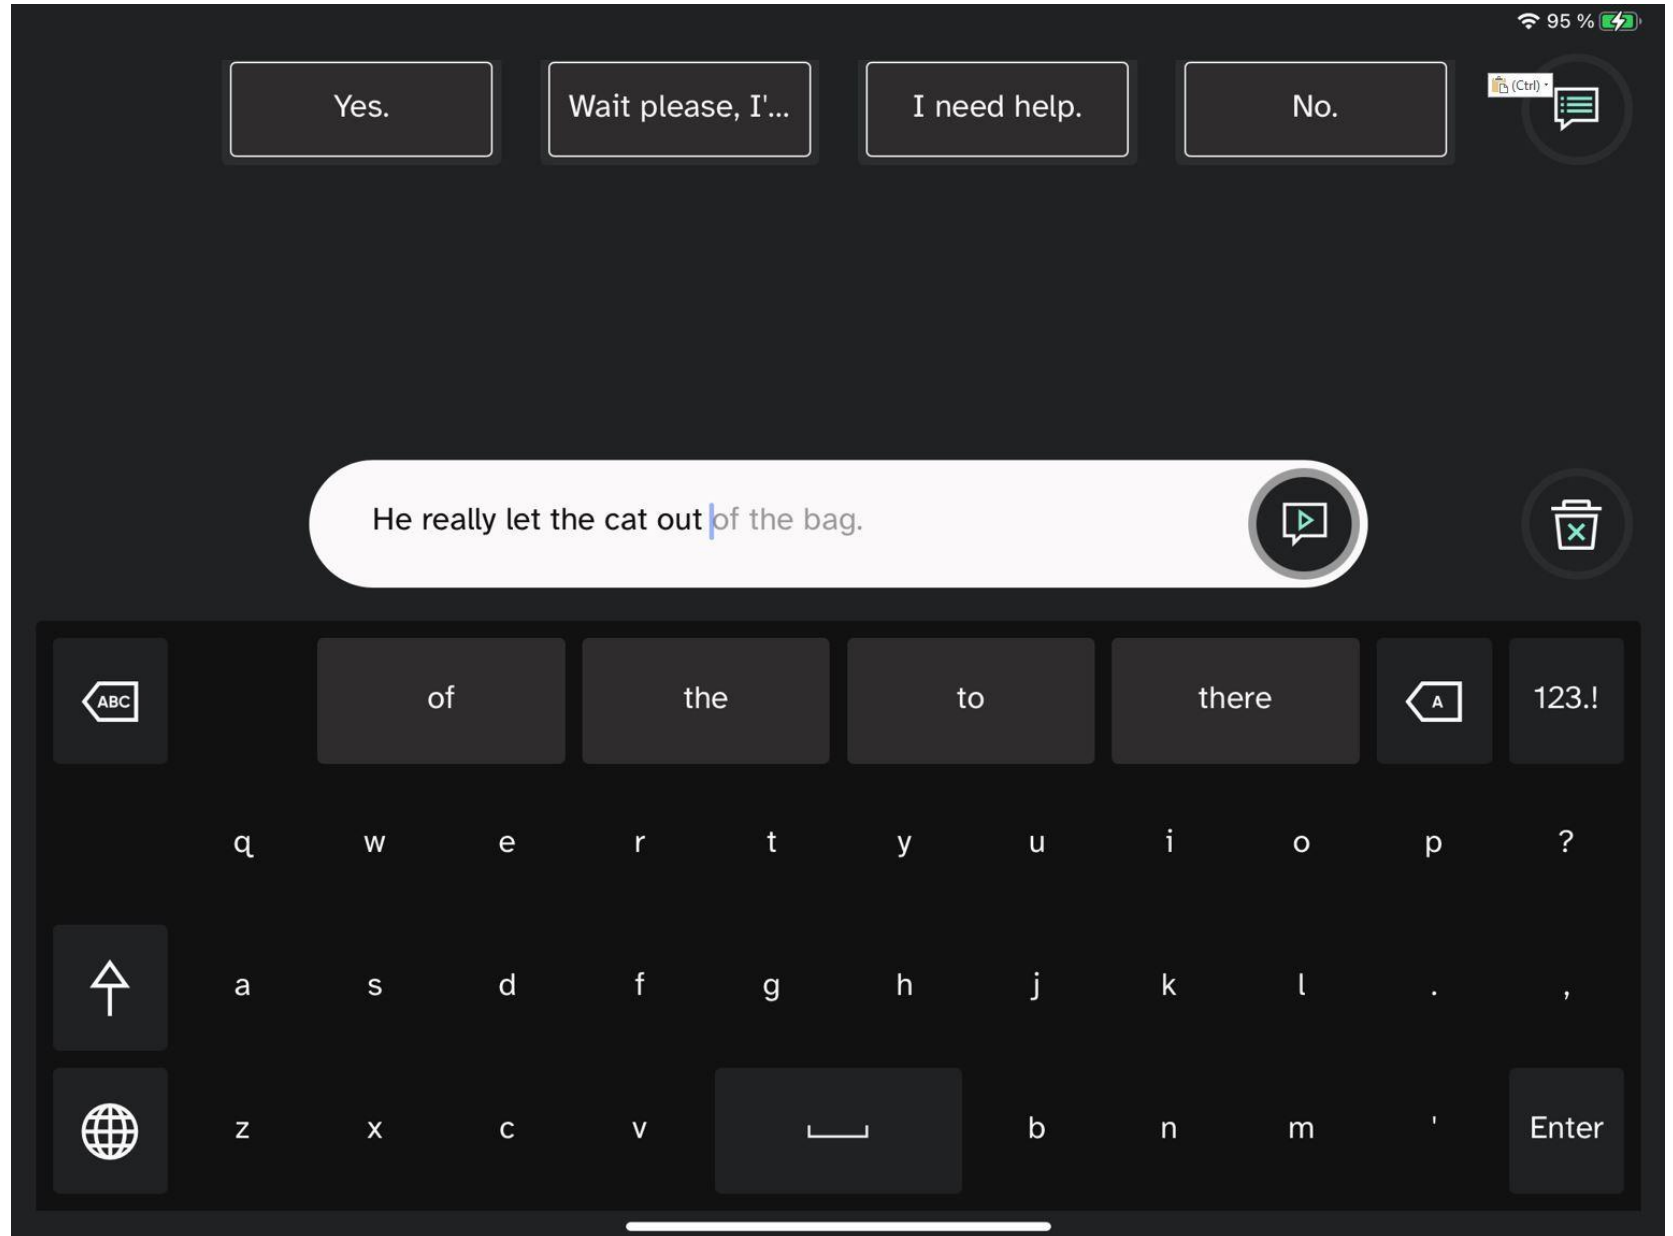 95 %
Yes. Wait please, I'... I need help. No.
(Ctrl)
He really let the cat out of the bag.
ABC of the to there A 123.!
q w e r t y u i o p ?
a s d f g h j k l . ,
z x c v b n m ' Enter